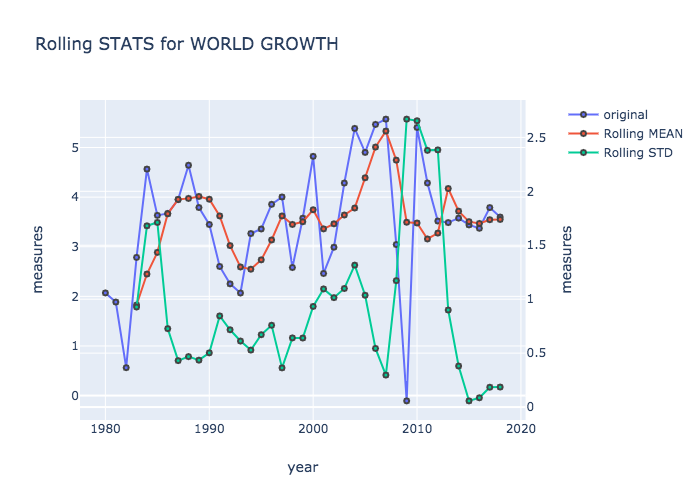 Rolling STATS for WORLD GROWTH
original
Rolling MEAN
Rolling STD
measures
5
4
3
2
1
0
measures
2.5
2
1.5
1
0.5
0
1980
1990
2000
2010
2020
year